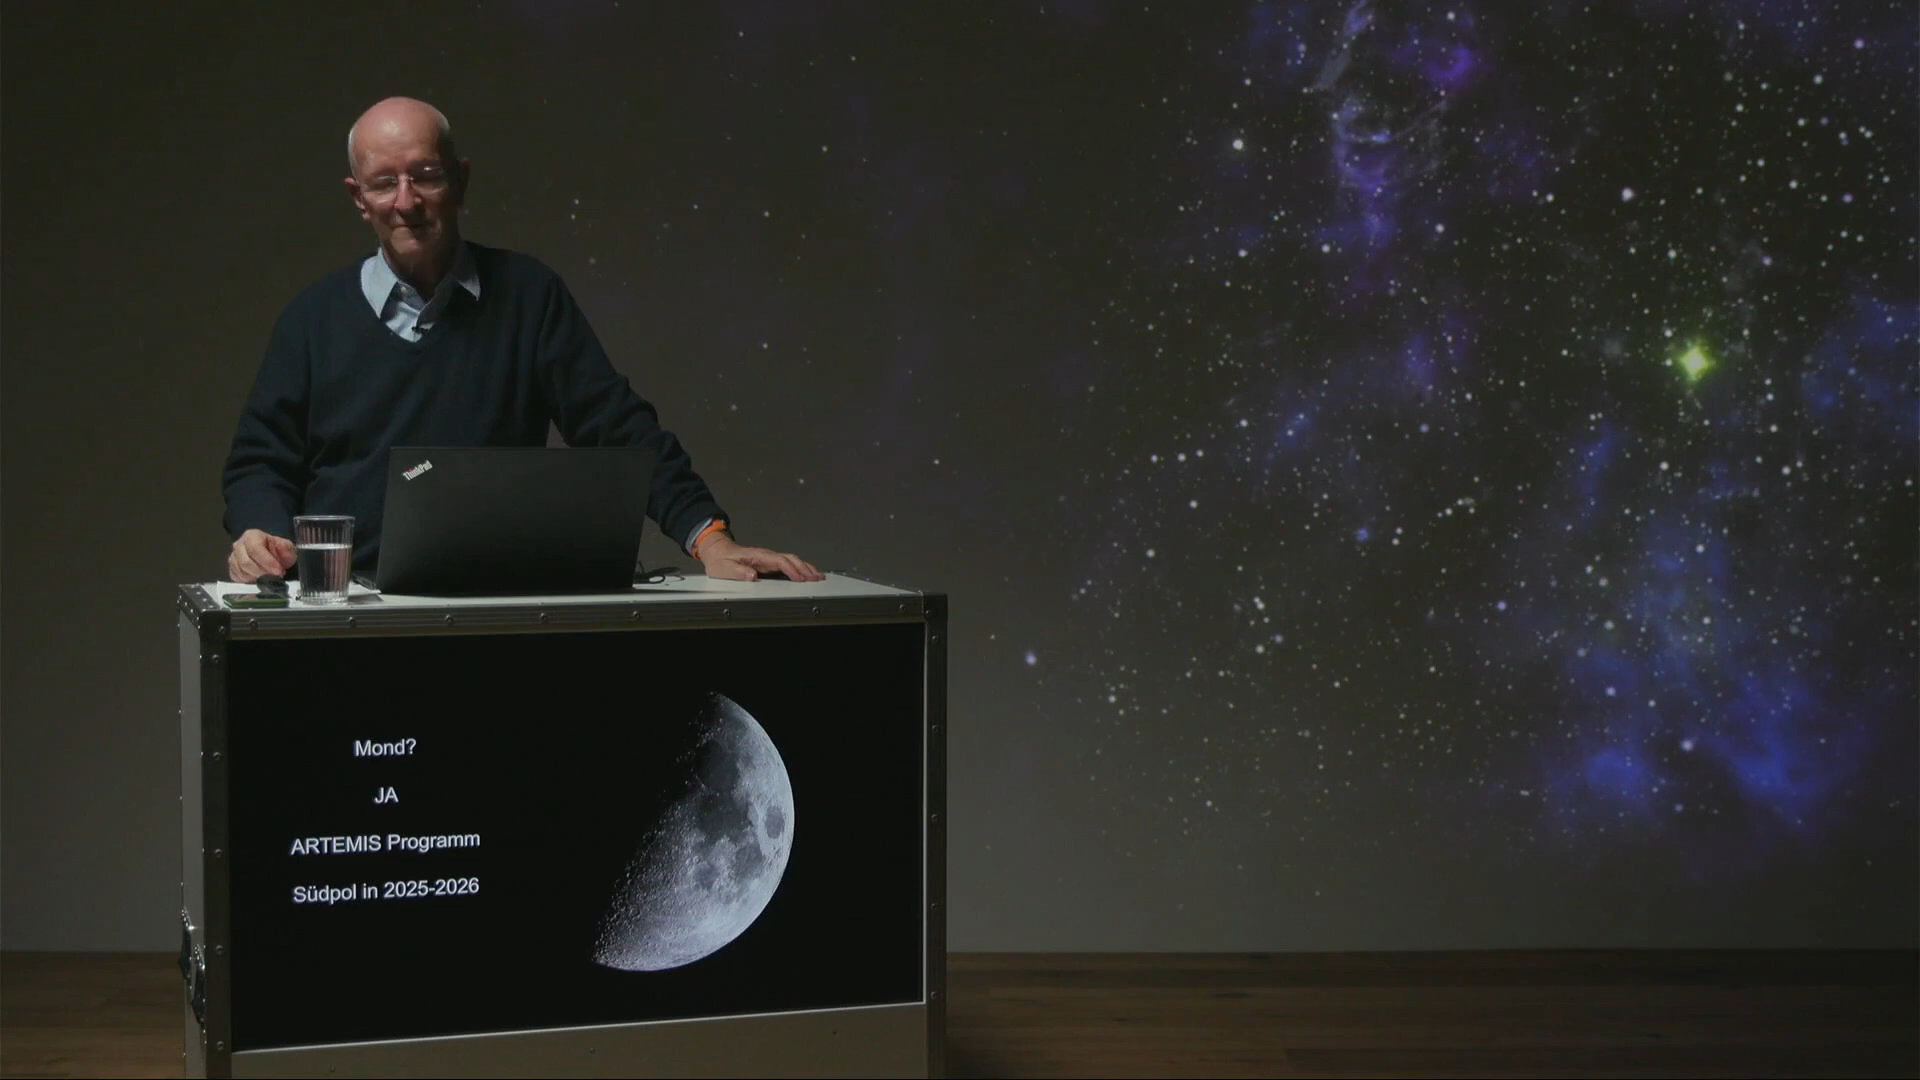 ThinkPad
Mond?
JA
ARTEMIS Programm
Südpol in 2025-2026